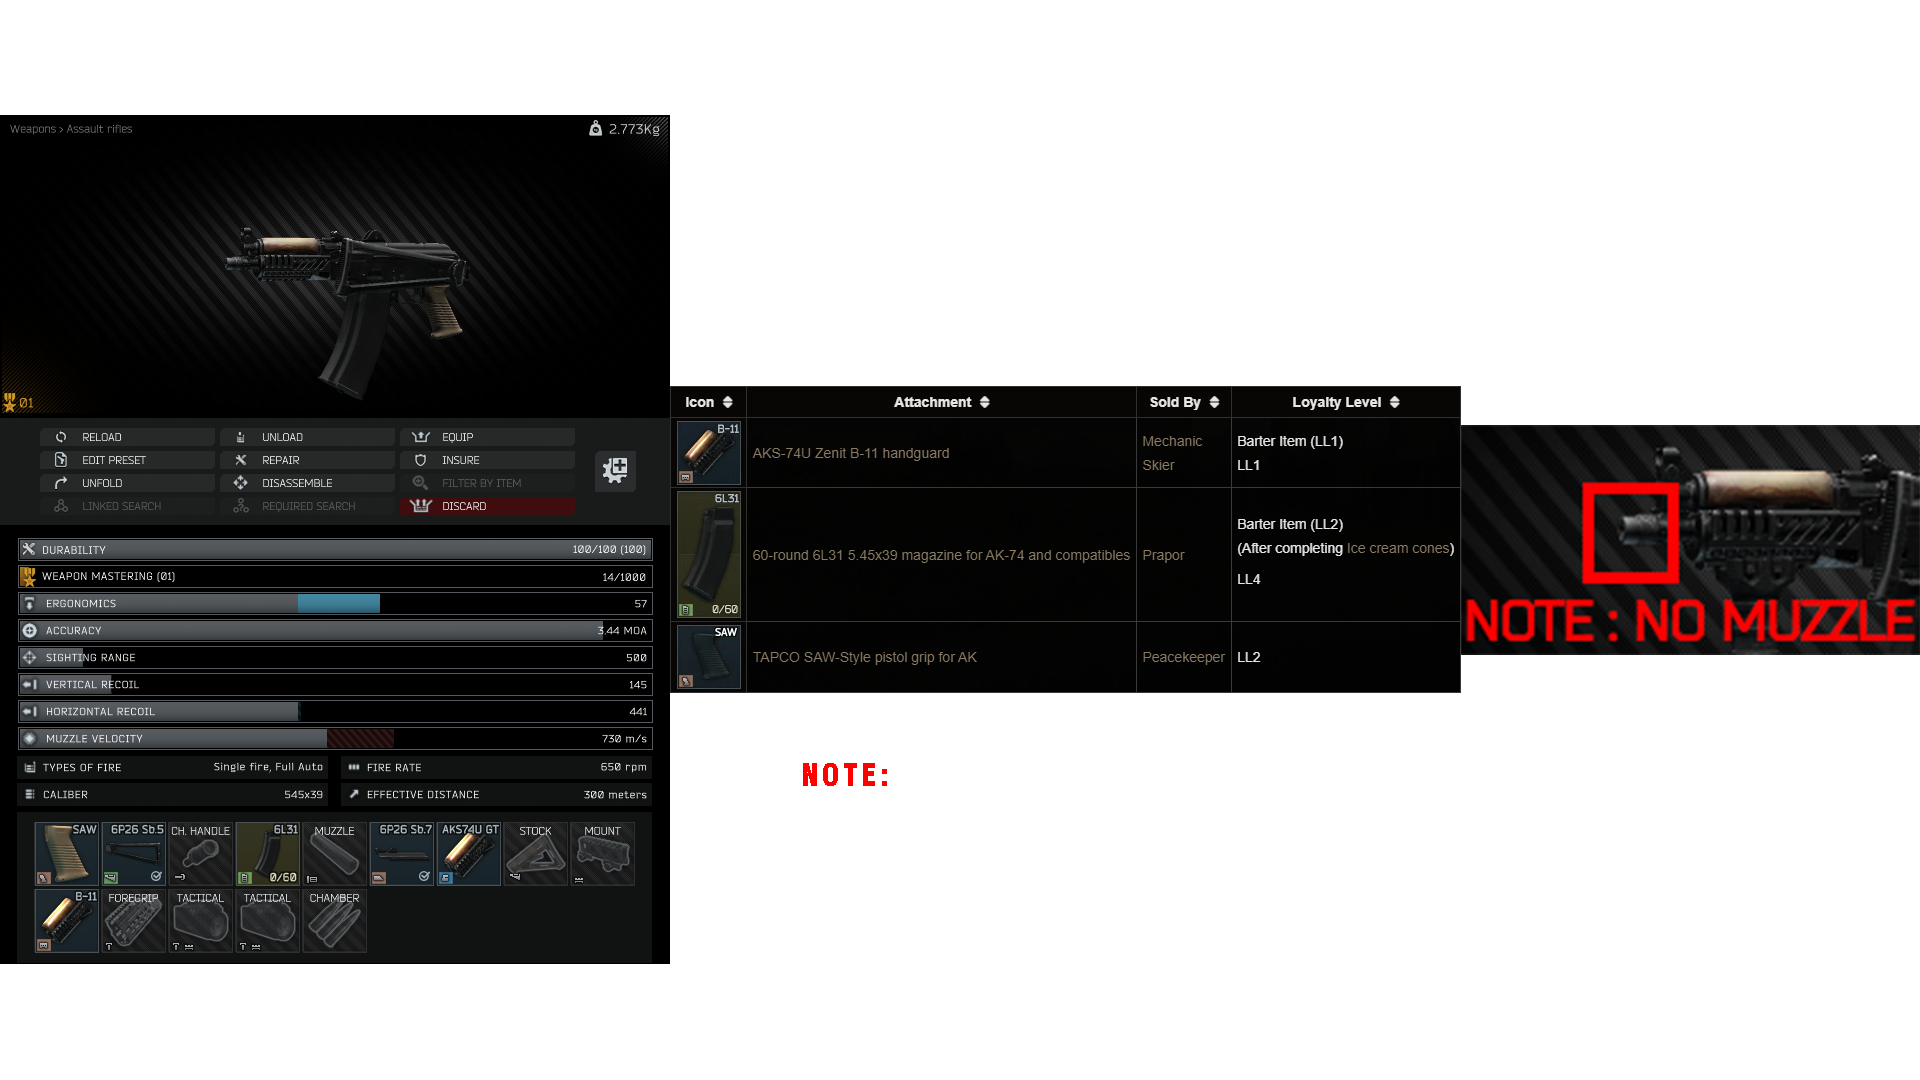 Weapons > Assault rifles
2.773Kg
01
RELOAD
UNLOAD
EQUIP
EDIT PRESET
REPAIR
INSURE
UNFOLD
DISASSEMBLE
FILTER BY ITEM
LINKED SEARCH
REQUIRED SEARCH
DISCARD
DURABILITY 100/100 (100)
WEAPON MASTERING (01) 14/1000
ERGONOMICS 57
ACCURACY 3.44 MOA
SIGHTING RANGE 500
VERTICAL RECOIL 145
HORIZONTAL RECOIL 441
MUZZLE VELOCITY 730 m/s
TYPES OF FIRE Single fire, Full Auto
FIRE RATE 650 rpm
CALIBER 545x39
EFFECTIVE DISTANCE 300 meters
SAW
6P26 Sb.5
CH. HANDLE
6L31
0/60
MUZZLE
6P26 Sb.7
AKS74U GT
STOCK
MOUNT
B-11
FOREGRIP
TACTICAL
TACTICAL
CHAMBER
Icon Attachment Sold By Loyalty Level
B-11
AKS-74U Zenit B-11 handguard
Mechanic
Skier
Barter Item (LL1)
LL1
6L31
0/60
60-round 6L31 5.45x39 magazine for AK-74 and compatibles
Prapor
Barter Item (LL2)
(After completing Ice cream cones)
LL4
SAW
TAPCO SAW-Style pistol grip for AK
Peacekeeper
LL2
NOTE:
NOTE : NO MUZZLE